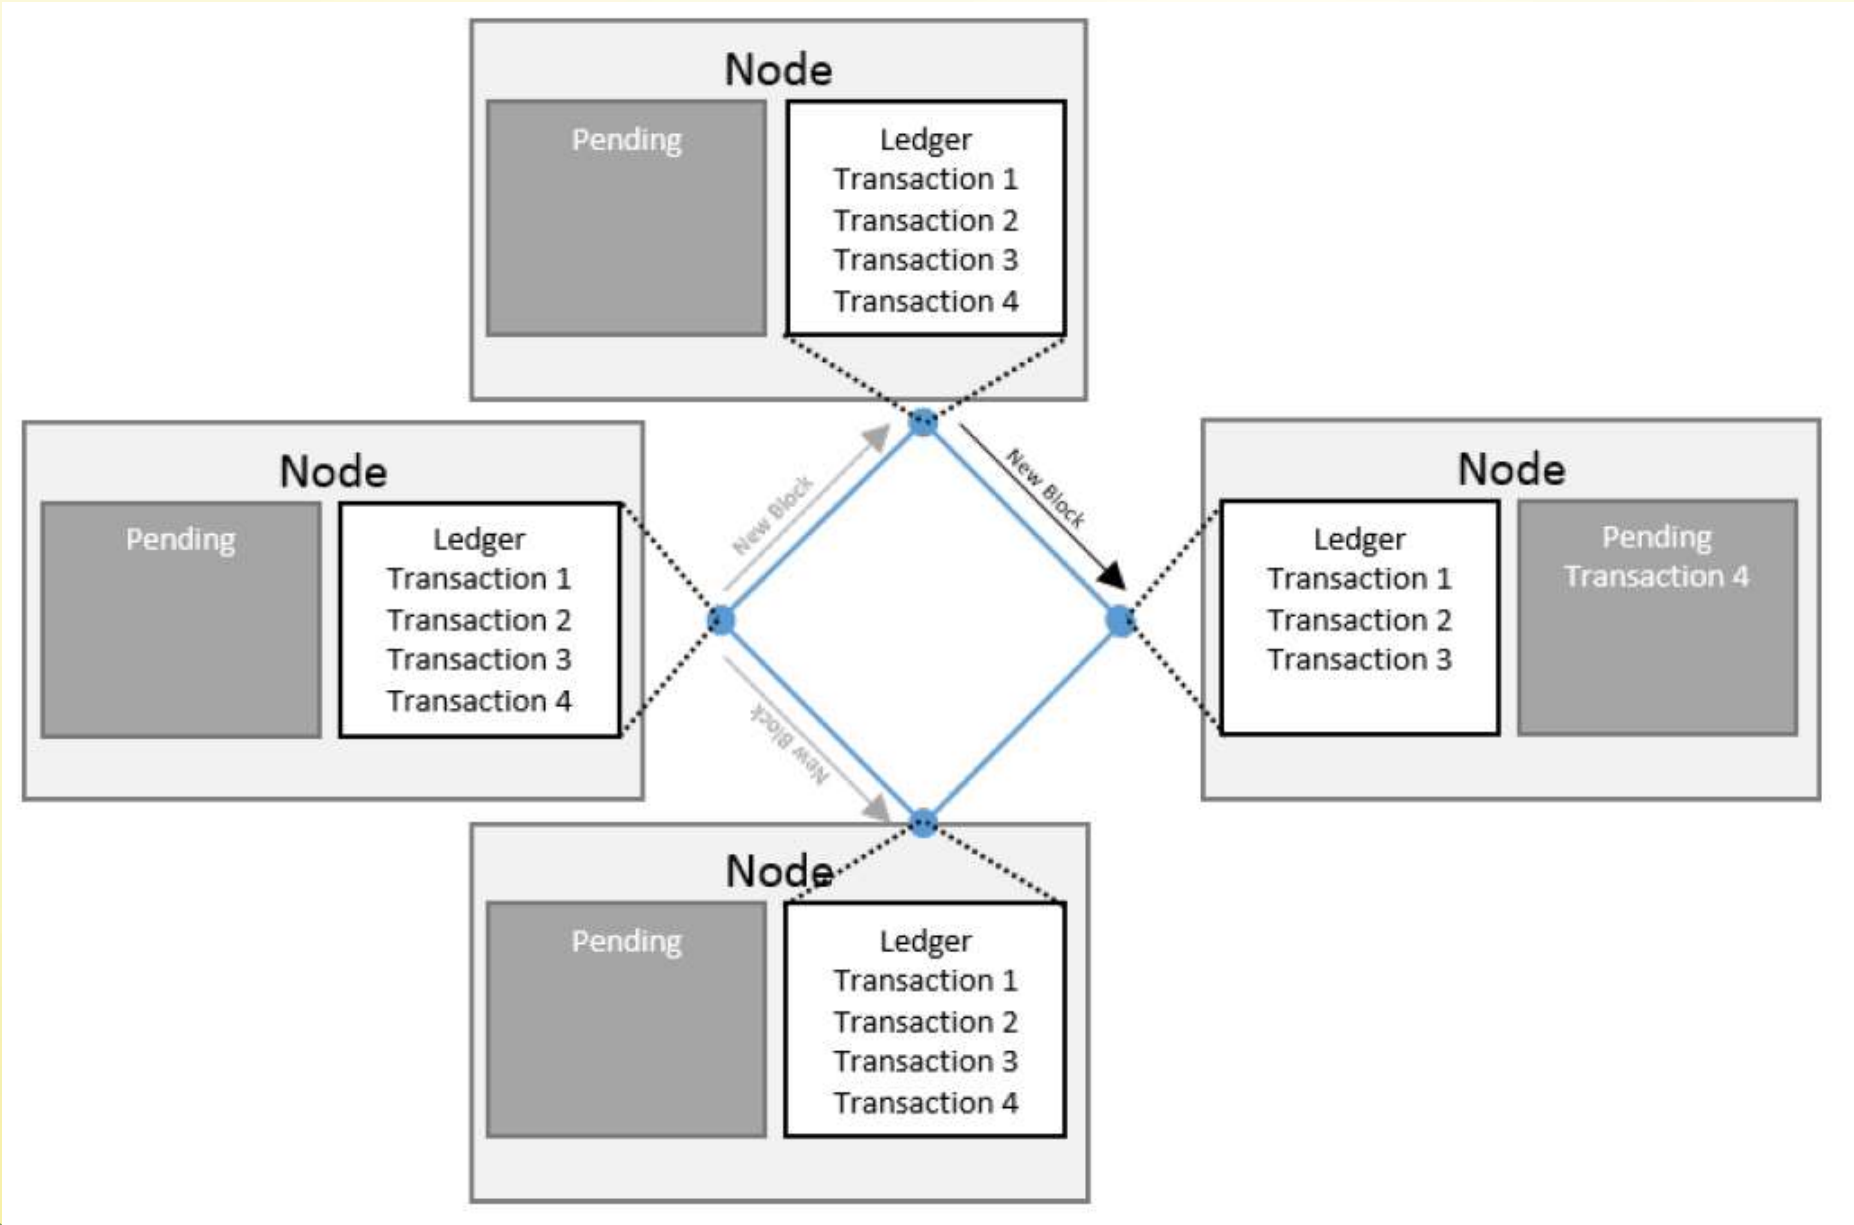 Node
Pending
Ledger
Transaction 1
Transaction 2
Transaction 3
Transaction 4
New Block
New Block
Node
Pending
Ledger
Transaction 1
Transaction 2
Transaction 3
Transaction 4
Node
Ledger
Transaction 1
Transaction 2
Transaction 3
Pending
Transaction 4
New Block
Node
Pending
Ledger
Transaction 1
Transaction 2
Transaction 3
Transaction 4